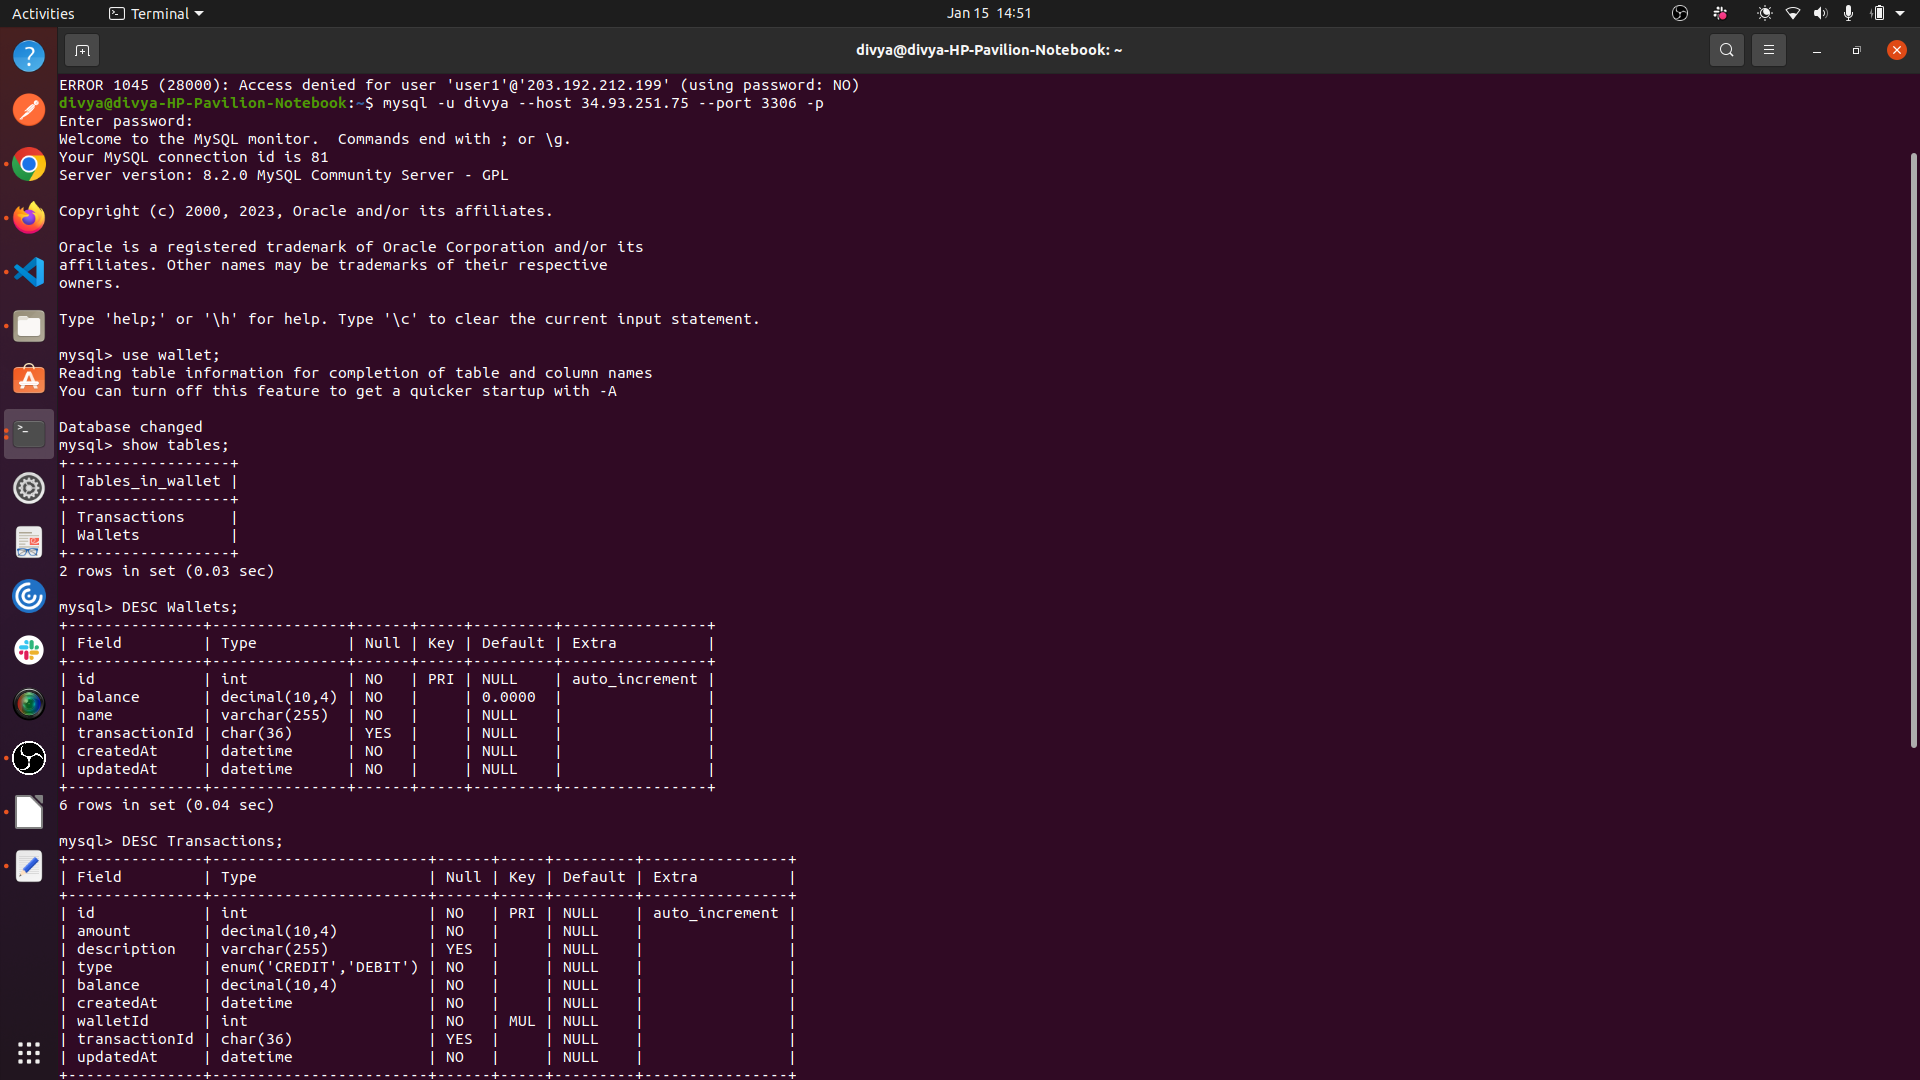 Activities Terminal Jan 15 14:51
divya@divya-HP-Pavilion-Notebook: ~
ERROR 1045 (28000): Access denied for user 'user1'@'203.192.212.199' (using password: NO)
divya@divya-HP-Pavilion-Notebook:~$ mysql -u divya --host 34.93.251.75 --port 3306 -p
Enter password:
Welcome to the MySQL monitor.  Commands end with ; or \g.
Your MySQL connection id is 81
Server version: 8.2.0 MySQL Community Server - GPL
Copyright (c) 2000, 2023, Oracle and/or its affiliates.
Oracle is a registered trademark of Oracle Corporation and/or its
affiliates. Other names may be trademarks of their respective
owners.
Type 'help;' or '\h' for help. Type '\c' to clear the current input statement.
mysql> use wallet;
Reading table information for completion of table and column names
You can turn off this feature to get a quicker startup with -A
Database changed
mysql> show tables;
+------------------+
| Tables_in_wallet |
+------------------+
| Transactions     |
| Wallets          |
+------------------+
2 rows in set (0.03 sec)
mysql> DESC Wallets;
+---------------+---------------+------+-----+---------+----------------+
| Field         | Type          | Null | Key | Default | Extra          |
+---------------+---------------+------+-----+---------+----------------+
| id            | int           | NO   | PRI | NULL    | auto_increment |
| balance       | decimal(10,4) | NO   |     | 0.0000  |                |
| name          | varchar(255)  | NO   |     | NULL    |                |
| transactionId | char(36)      | YES  |     | NULL    |                |
| createdAt     | datetime      | NO   |     | NULL    |                |
| updatedAt     | datetime      | NO   |     | NULL    |                |
+---------------+---------------+------+-----+---------+----------------+
6 rows in set (0.04 sec)
mysql> DESC Transactions;
+---------------+------------------------+------+-----+---------+----------------+
| Field         | Type                   | Null | Key | Default | Extra          |
+---------------+------------------------+------+-----+---------+----------------+
| id            | int                    | NO   | PRI | NULL    | auto_increment |
| amount        | decimal(10,4)          | NO   |     | NULL    |                |
| description   | varchar(255)           | YES  |     | NULL    |                |
| type          | enum('CREDIT','DEBIT') | NO   |     | NULL    |                |
| balance       | decimal(10,4)          | NO   |     | NULL    |                |
| createdAt     | datetime               | NO   |     | NULL    |                |
| walletId      | int                    | NO   | MUL | NULL    |                |
| transactionId | char(36)               | YES  |     | NULL    |                |
| updatedAt     | datetime               | NO   |     | NULL    |                |
+---------------+------------------------+------+-----+---------+----------------+